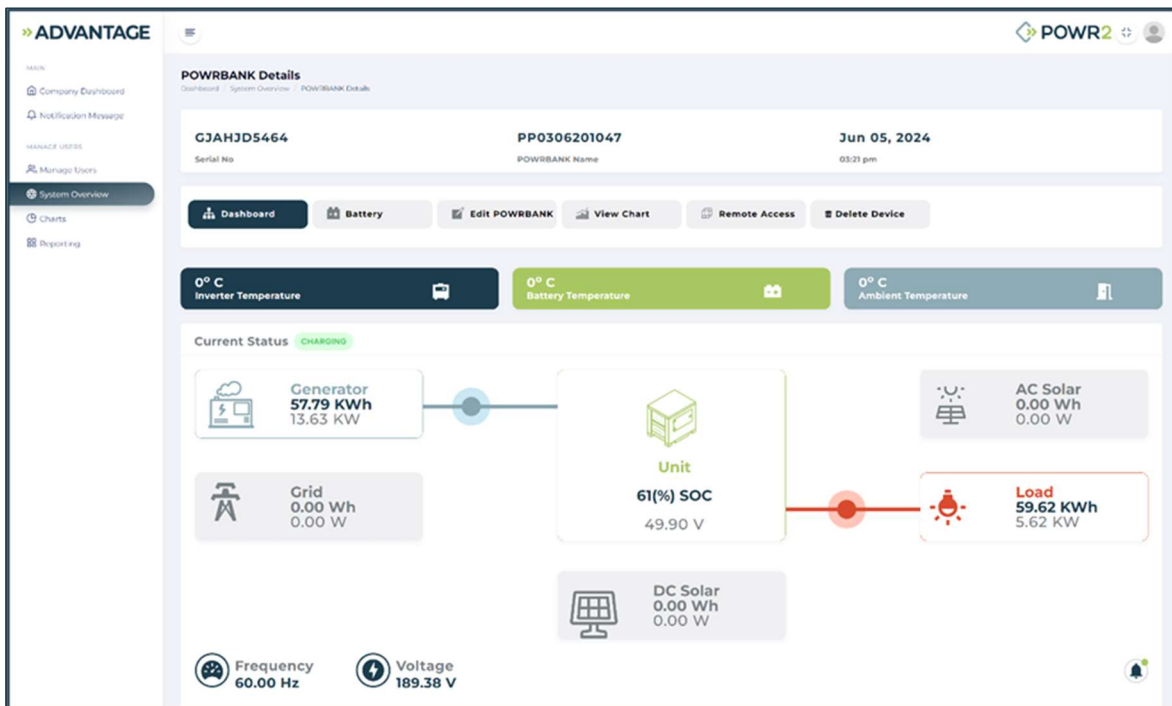 » ADVANTAGE
POWR2
MAIN
Company Dashboard
Notification Message
MANAGE USERS
Manage Users
System Overview
Charts
Reporting
POWRBANK Details
Dashboard / System Overview / POWRBANK Details
GJAHJD5464
Serial No
PP0306201047
POWRBANK Name
Jun 05, 2024
03:21 pm
Dashboard
Battery
Edit POWRBANK
View Chart
Remote Access
Delete Device
0° C
Inverter Temperature
0° C
Battery Temperature
0° C
Ambient Temperature
Current Status CHARGING
Generator
57.79 KWh
13.63 KW
Grid
0.00 Wh
0.00 W
Unit
61(%) SOC
49.90 V
AC Solar
0.00 Wh
0.00 W
Load
59.62 KWh
5.62 KW
DC Solar
0.00 Wh
0.00 W
Frequency
60.00 Hz
Voltage
189.38 V